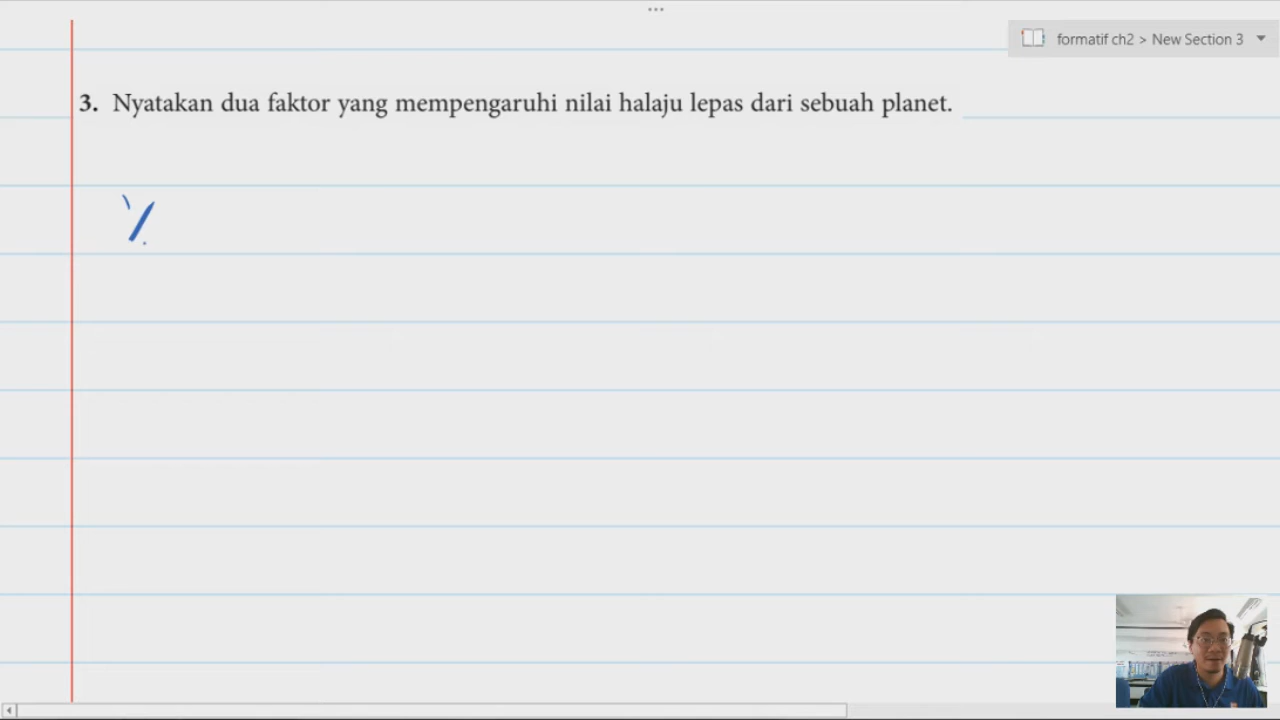 formatif ch2 > New Section 3
3. Nyatakan dua faktor yang mempengaruhi nilai halaju lepas dari sebuah planet.